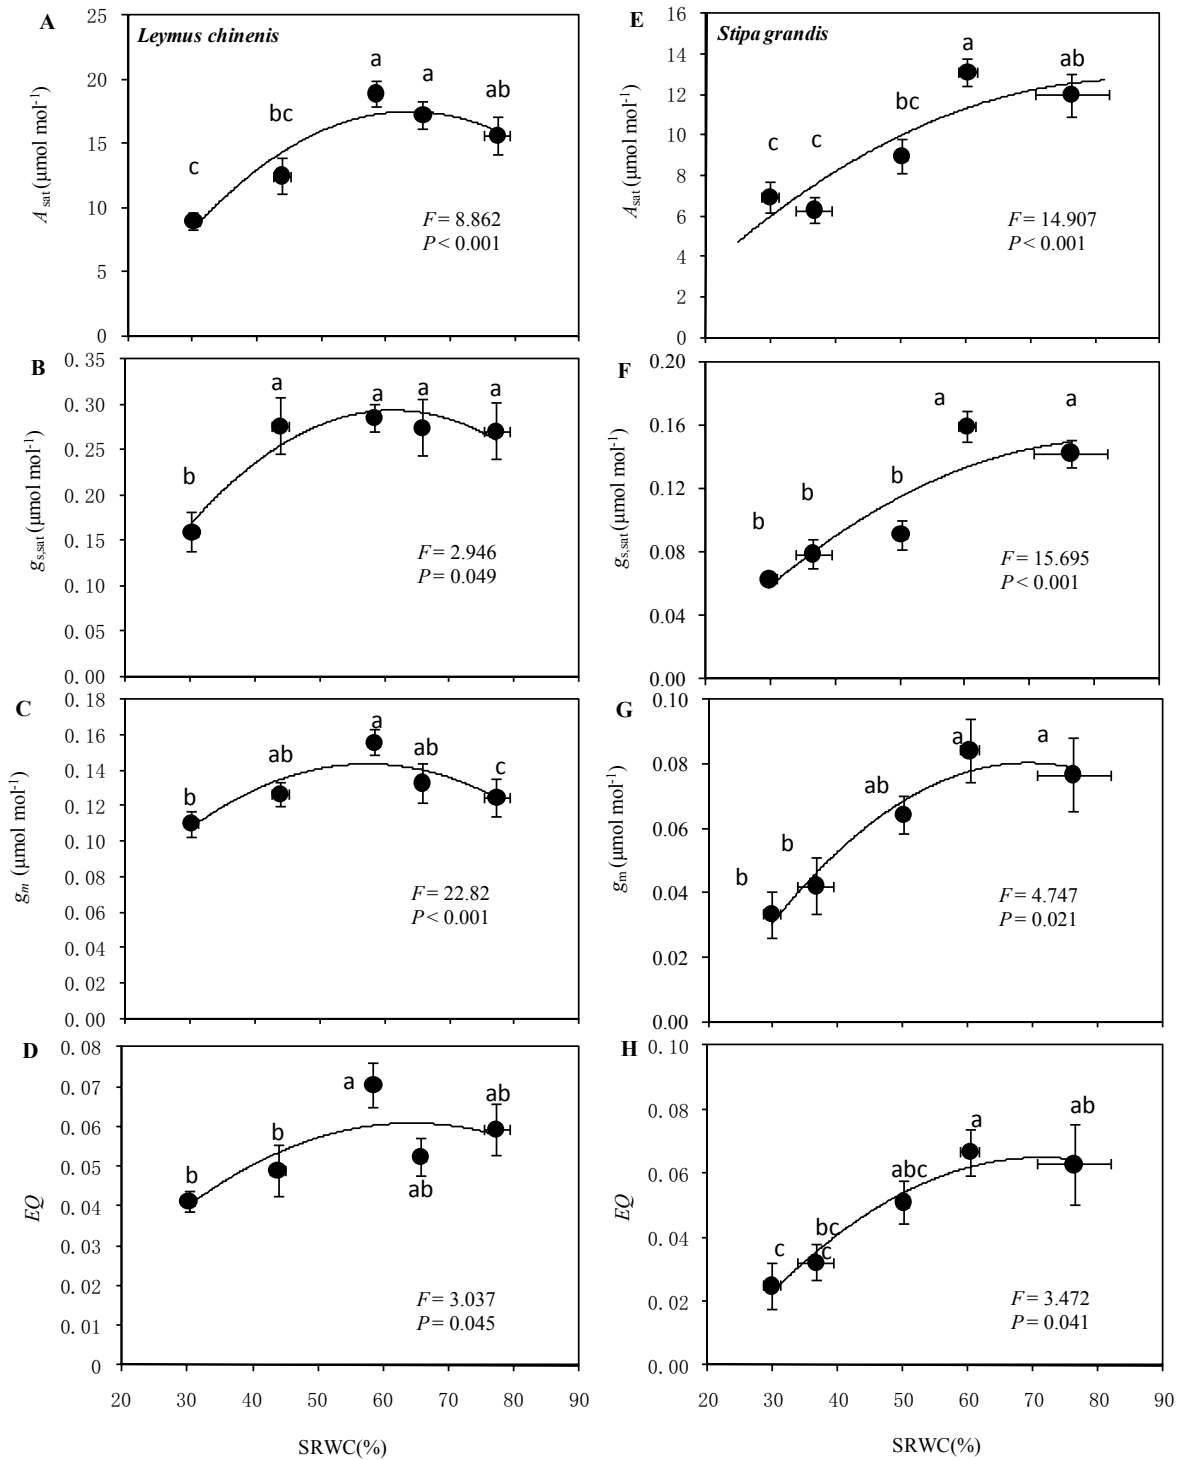 A
Leymus chinenis
25
20
15
10
5
0
A sat (μmol mol-1)
c
bc
a
a
ab
F = 8.862
P < 0.001
E
Stipa grandis
16
14
12
10
8
6
4
2
0
A sat (μmol mol-1)
c
c
bc
a
ab
F = 14.907
P < 0.001
B
0.35
0.30
0.25
0.20
0.15
0.10
0.05
0.00
gs,sat (μmol mol-1)
b
a
a
a
a
F = 2.946
P = 0.049
F
0.20
0.16
0.12
0.08
0.04
0.00
gs,sat (μmol mol-1)
b
b
b
a
a
F = 15.695
P < 0.001
C
0.18
0.16
0.14
0.12
0.10
0.08
0.06
0.04
0.02
0.00
gm (μmol mol-1)
b
ab
a
ab
c
F = 22.82
P < 0.001
G
0.10
0.08
0.06
0.04
0.02
0.00
gm (μmol mol-1)
b
b
ab
a
a
F = 4.747
P = 0.021
D
0.08
0.07
0.06
0.05
0.04
0.03
0.02
0.01
0
EQ
b
b
a
ab
ab
F = 3.037
P = 0.045
20 30 40 50 60 70 80 90
SRWC(%)
H
0.10
0.08
0.06
0.04
0.02
0.00
EQ
c
bc
c
abc
a
ab
F = 3.472
P = 0.041
20 30 40 50 60 70 80 90
SRWC(%)